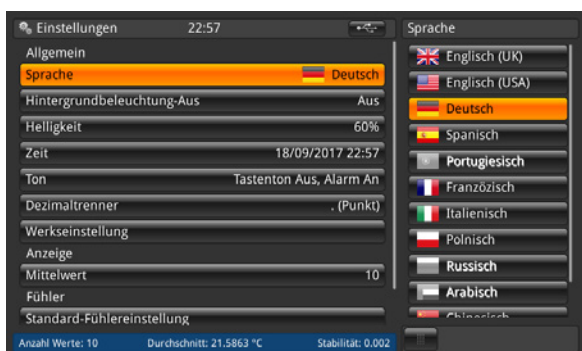 Einstellungen 22:57
Allgemein
Sprache Deutsch
Hintergrundbeleuchtung-Aus Aus
Helligkeit 60%
Zeit 18/09/2017 22:57
Ton Tastenton Aus, Alarm An
Dezimaltrenner . (Punkt)
Werkseinstellung
Anzeige
Mittelwert 10
Fühler
Standard-Fühlereinstellung
Anzahl Werte: 10 Durchschnitt: 21.5863 °C Stabilität: 0.002
Sprache
Englisch (UK)
Englisch (USA)
Deutsch
Spanisch
Portugiesisch
Französisch
Italienisch
Polnisch
Russisch
Arabisch
Chinesisch